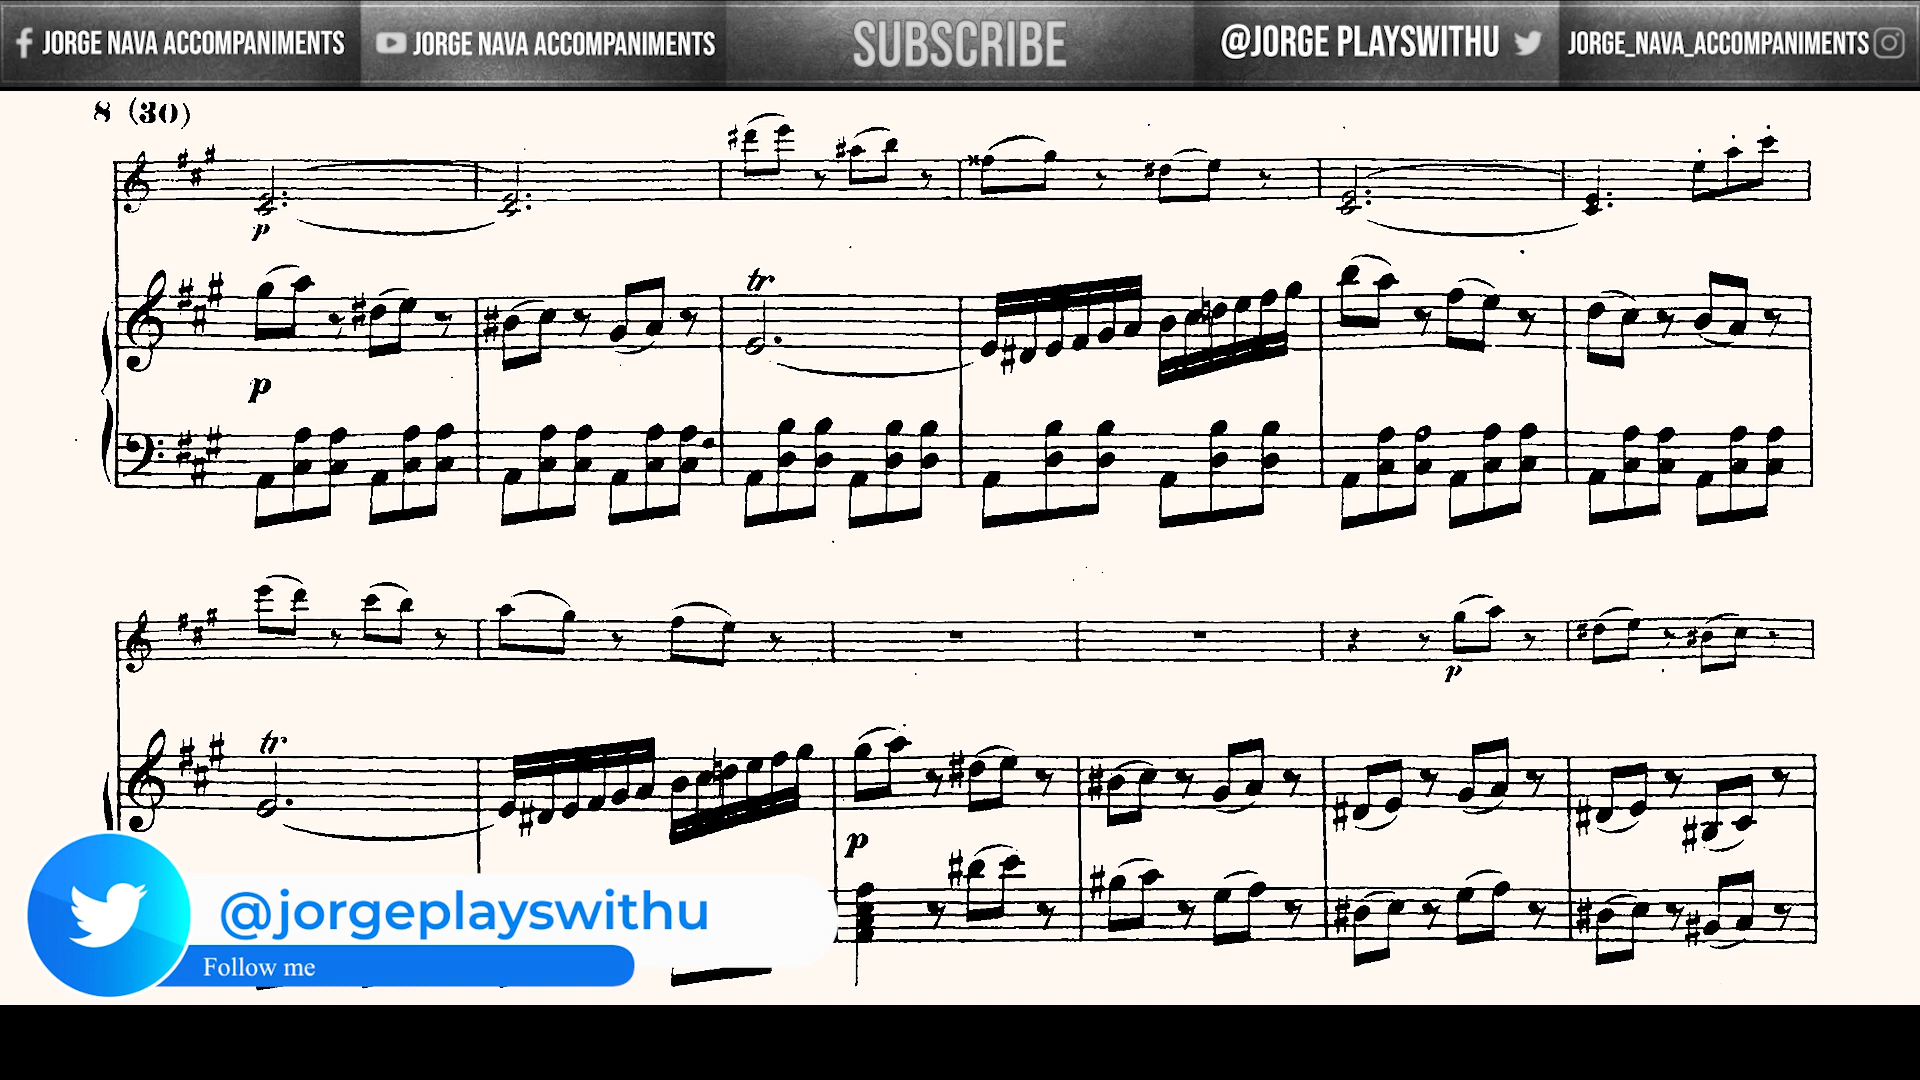 JORGE NAVA ACCOMPANIMENTS
JORGE NAVA ACCOMPANIMENTS
SUBSCRIBE
@JORGE PLAYSWITHU
JORGE_NAVA_ACCOMPANIMENTS
8 (30)
p
tr
p
p
tr
p
@jorgeplayswithu
Follow me